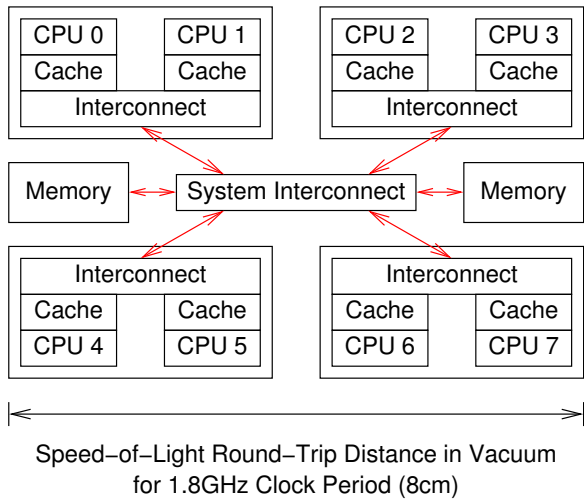 CPU 0 CPU 1 CPU 2 CPU 3
Cache Cache Cache Cache
Interconnect Interconnect
Memory System Interconnect Memory
Interconnect Interconnect
Cache Cache Cache Cache
CPU 4 CPU 5 CPU 6 CPU 7
Speed−of−Light Round−Trip Distance in Vacuum
for 1.8GHz Clock Period (8cm)